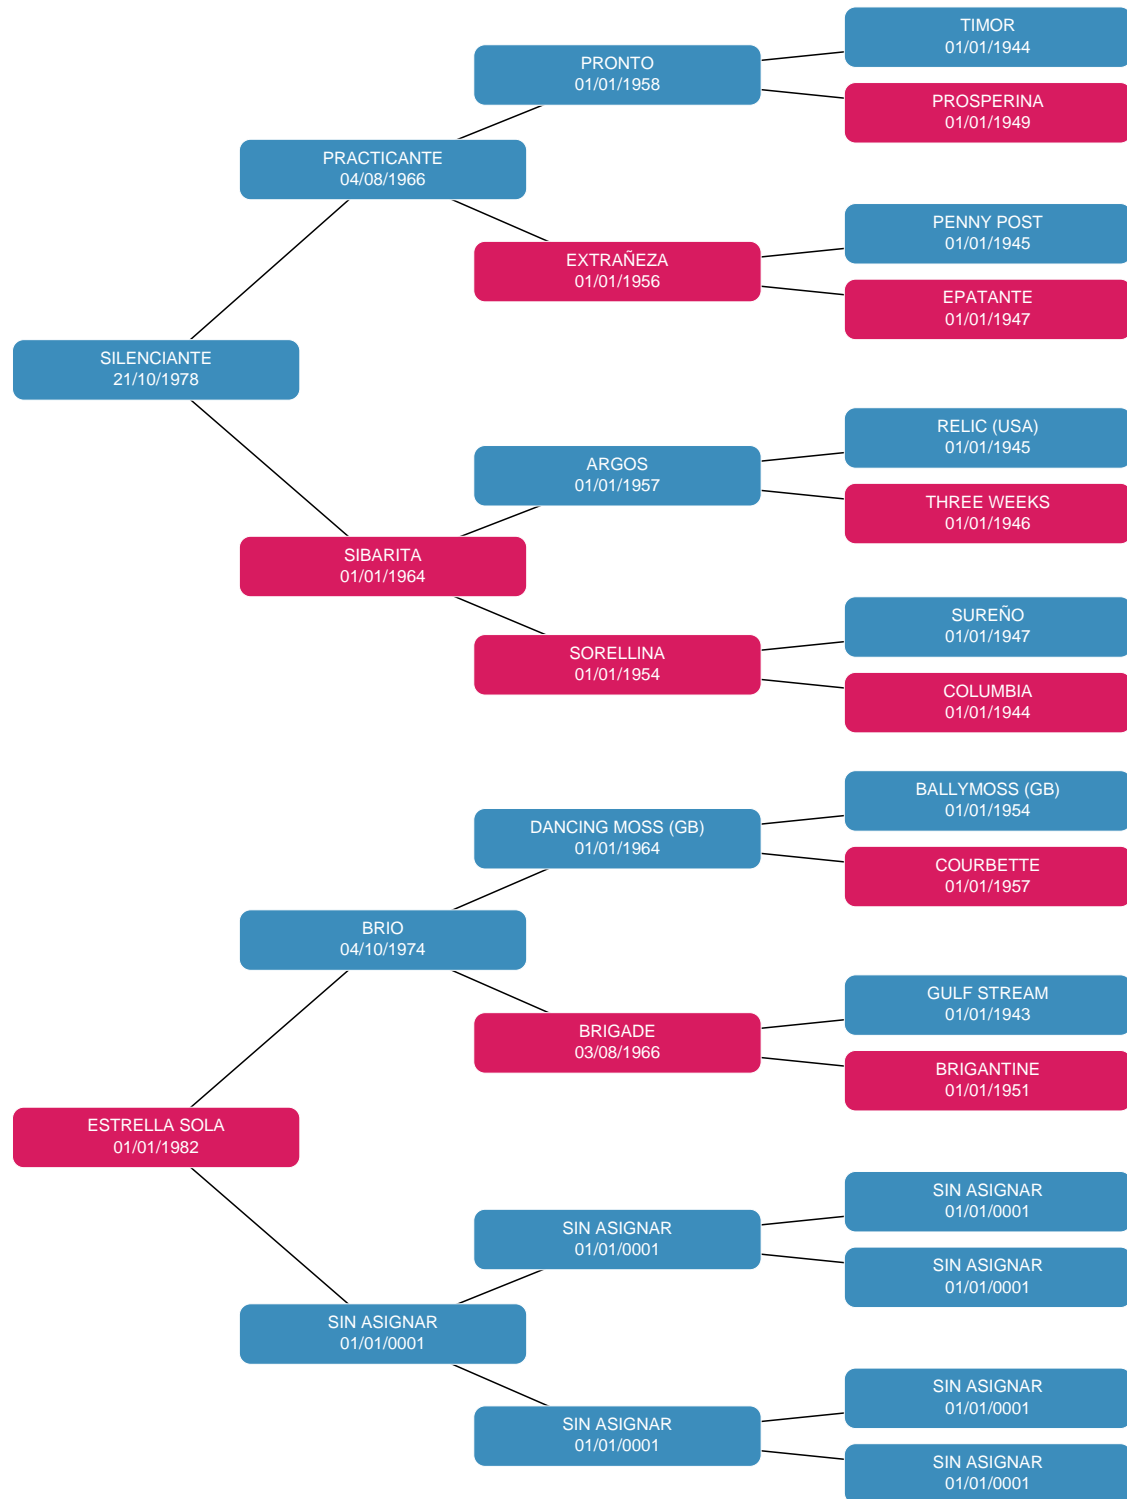 TIMOR
01/01/1944
PRONTO
01/01/1958
PROSPERINA
01/01/1949
PRACTICANTE
04/08/1966
PENNY POST
01/01/1945
EXTRAÑEZA
01/01/1956
EPATANTE
01/01/1947
SILENCIANTE
21/10/1978
RELIC (USA)
01/01/1945
ARGOS
01/01/1957
THREE WEEKS
01/01/1946
SIBARITA
01/01/1964
SUREÑO
01/01/1947
SORELLINA
01/01/1954
COLUMBIA
01/01/1944
BALLYMOSS (GB)
01/01/1954
DANCING MOSS (GB)
01/01/1964
COURBETTE
01/01/1957
BRIO
04/10/1974
GULF STREAM
01/01/1943
BRIGADE
03/08/1966
BRIGANTINE
01/01/1951
ESTRELLA SOLA
01/01/1982
SIN ASIGNAR
01/01/0001
SIN ASIGNAR
01/01/0001
SIN ASIGNAR
01/01/0001
SIN ASIGNAR
01/01/0001
SIN ASIGNAR
01/01/0001
SIN ASIGNAR
01/01/0001
SIN ASIGNAR
01/01/0001